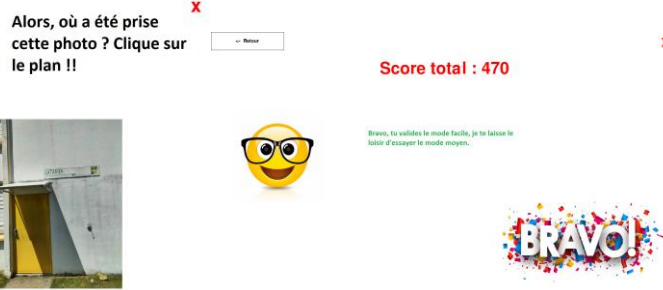 X
Alors, où a été prise
cette photo ? Clique sur
le plan !!
← Retour
Score total : 470
Bravo, tu valides le mode facile, je te laisse le
loisir d'essayer le mode moyen.
BRAVO!